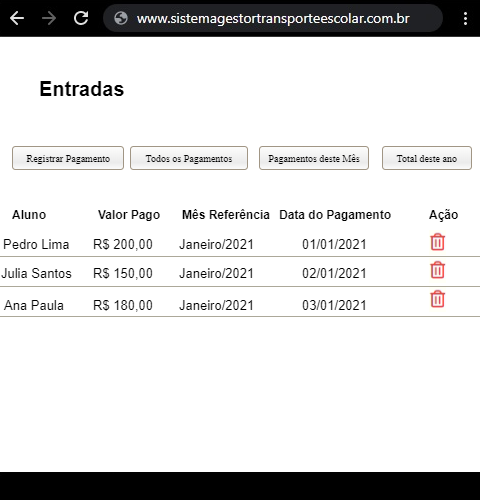 www.sistemagestortransporteescolar.com.br
Entradas
Registrar Pagamento Todos os Pagamentos Pagamentos deste Mês Total deste ano
Aluno Valor Pago Mês Referência Data do Pagamento Ação
Pedro Lima R$ 200,00 Janeiro/2021 01/01/2021
Julia Santos R$ 150,00 Janeiro/2021 02/01/2021
Ana Paula R$ 180,00 Janeiro/2021 03/01/2021